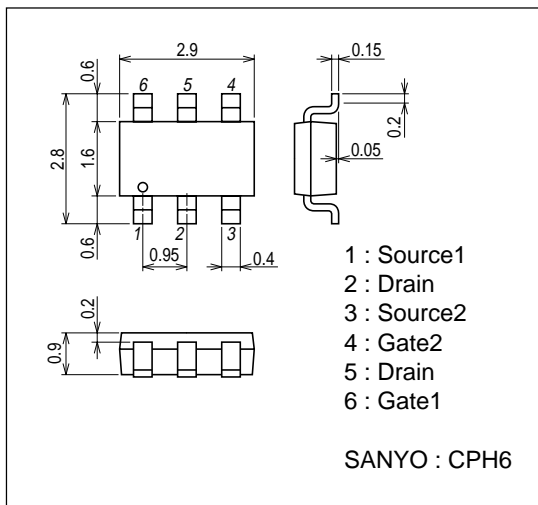 2.9
0.15
0.6
6
5
4
0.2
2.8
1.6
0.05
0.6
1
2
3
0.95
0.4
0.2
0.9
1 : Source1
2 : Drain
3 : Source2
4 : Gate2
5 : Drain
6 : Gate1
SANYO : CPH6